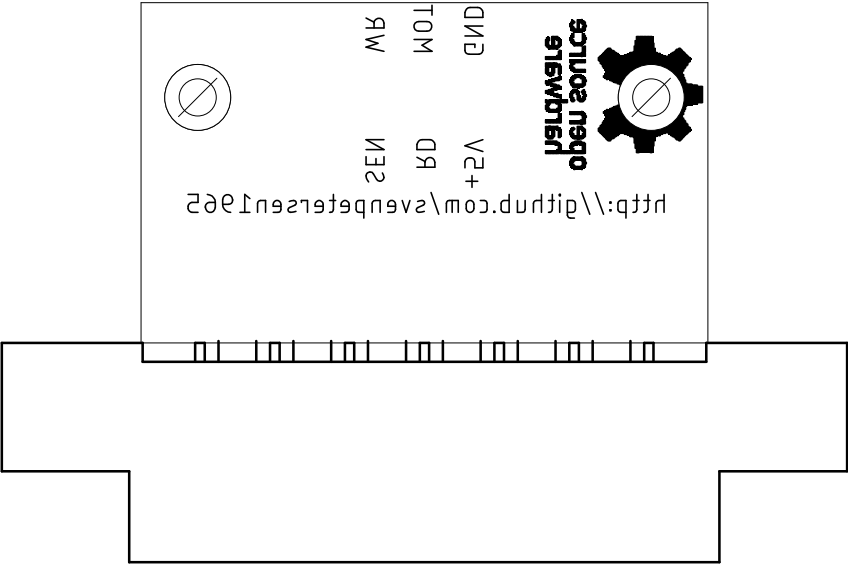 WR
MOT
GND
SEN
RD
+5V
hardware
open source
http://github.com/svenpetersen1965